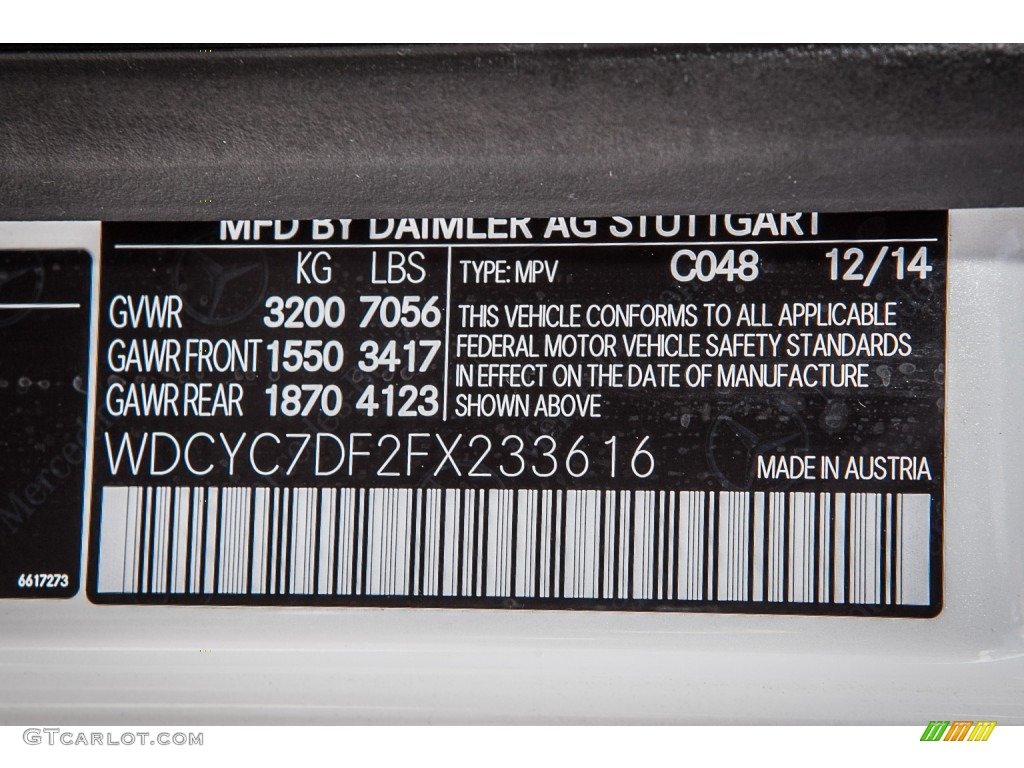 MFD BY DAIMLER AG STUTTGART
KG LBS
GVWR 3200 7056
GAWR FRONT 1550 3417
GAWR REAR 1870 4123
TYPE: MPV C048 12/14
THIS VEHICLE CONFORMS TO ALL APPLICABLE
FEDERAL MOTOR VEHICLE SAFETY STANDARDS
IN EFFECT ON THE DATE OF MANUFACTURE
SHOWN ABOVE
WDCYC7DF2FX233616
MADE IN AUSTRIA
6617273
GTCARLOT.COM